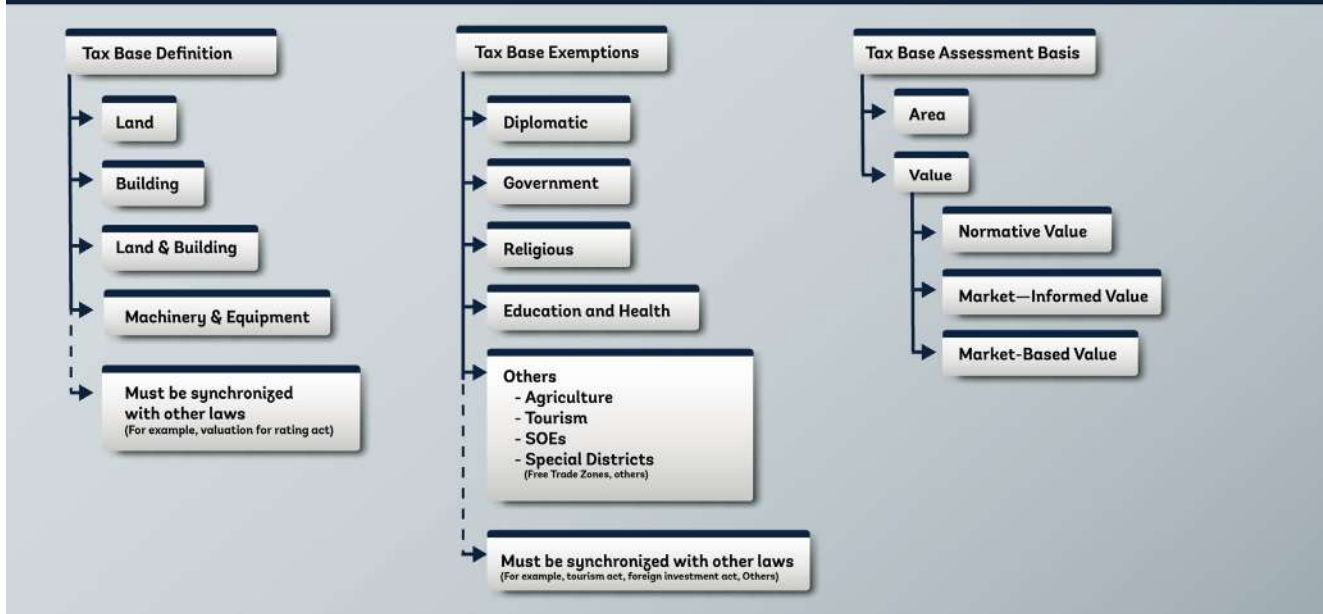 Tax Base Definition
Land
Building
Land & Building
Machinery & Equipment
Must be synchronized
with other laws
(For example, valuation for rating act)
Tax Base Exemptions
Diplomatic
Government
Religious
Education and Health
Others
- Agriculture
- Tourism
- SOEs
- Special Districts
(Free Trade Zones, others)
Must be synchronized with other laws
(For example, tourism act, foreign investment act, Others)
Tax Base Assessment Basis
Area
Value
Normative Value
Market—Informed Value
Market-Based Value